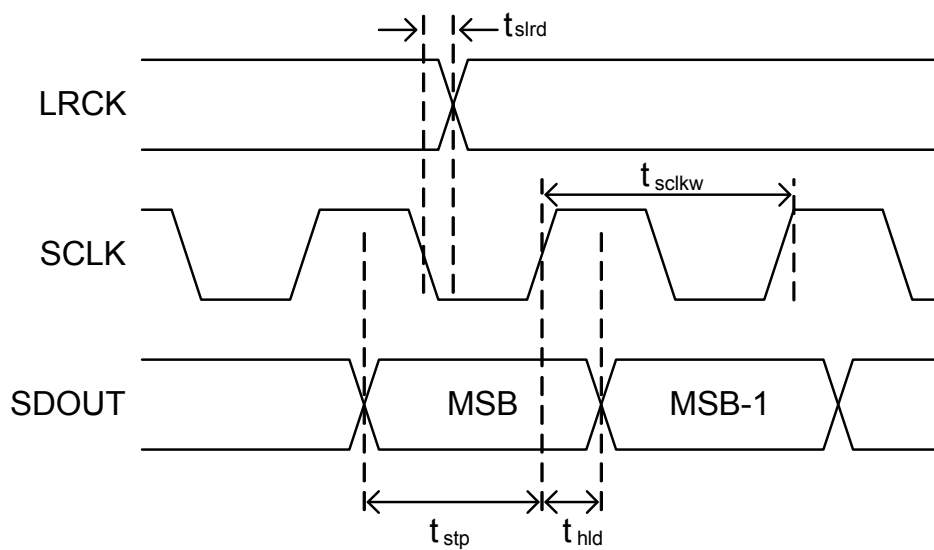 tslrd
LRCK
tsclkw
SCLK
SDOUT
MSB
MSB-1
tstp
thld